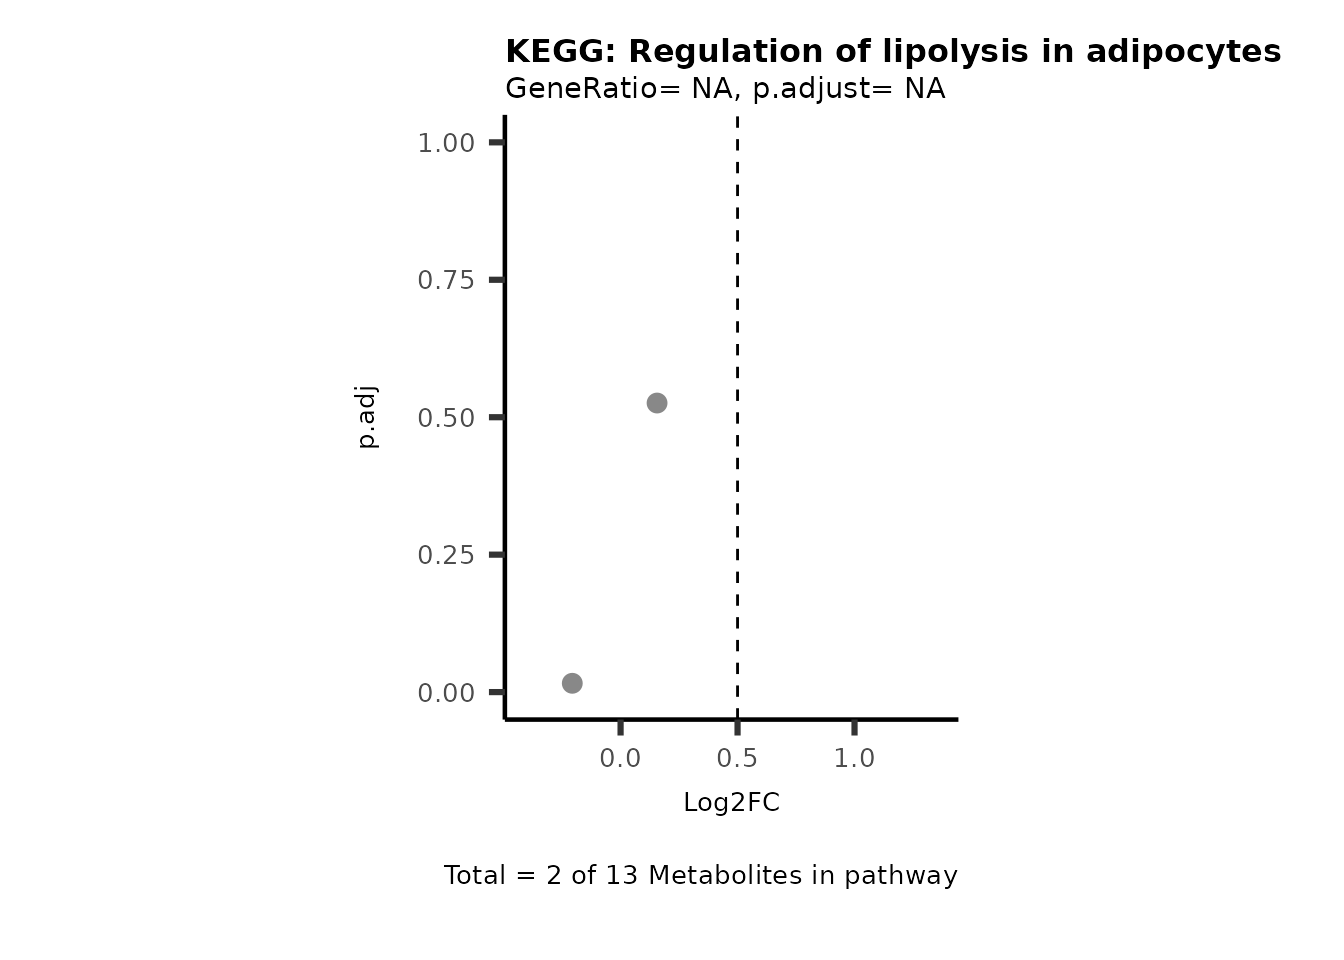 KEGG: Regulation of lipolysis in adipocytes
GeneRatio= NA, p.adjust= NA
1.00
0.75
0.50
0.25
0.00
p.adj
0.0 0.5 1.0
Log2FC
Total = 2 of 13 Metabolites in pathway